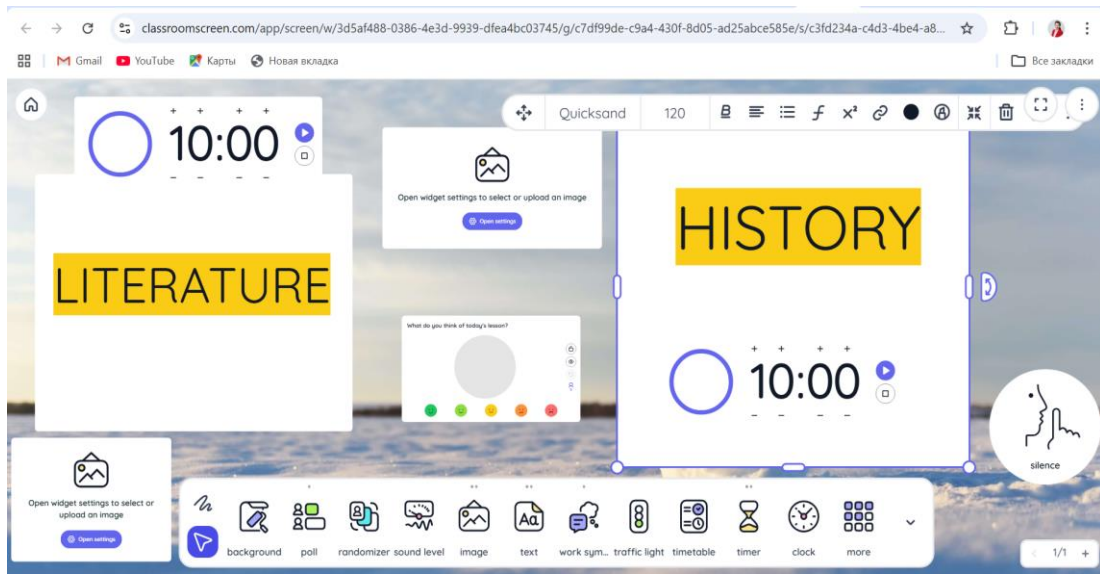 classroomscreen.com/app/screen/w/3d5af488-0386-4e3d-9939-dfea4bc03745/g/c7df99de-c9a4-430f-8d05-ad25abce585e/s/c3fd234a-c4d3-4be4-a8...
Gmail YouTube Карты Новая вкладка Все закладки
10:00
Quicksand 120
Open widget settings to select or upload an image
Open settings
HISTORY
LITERATURE
What do you think of today's lesson?
10:00
silence
Open widget settings to select or
upload an image
Open settings
background poll randomizer sound level image text work sym... traffic light timetable timer clock more
1/1 +